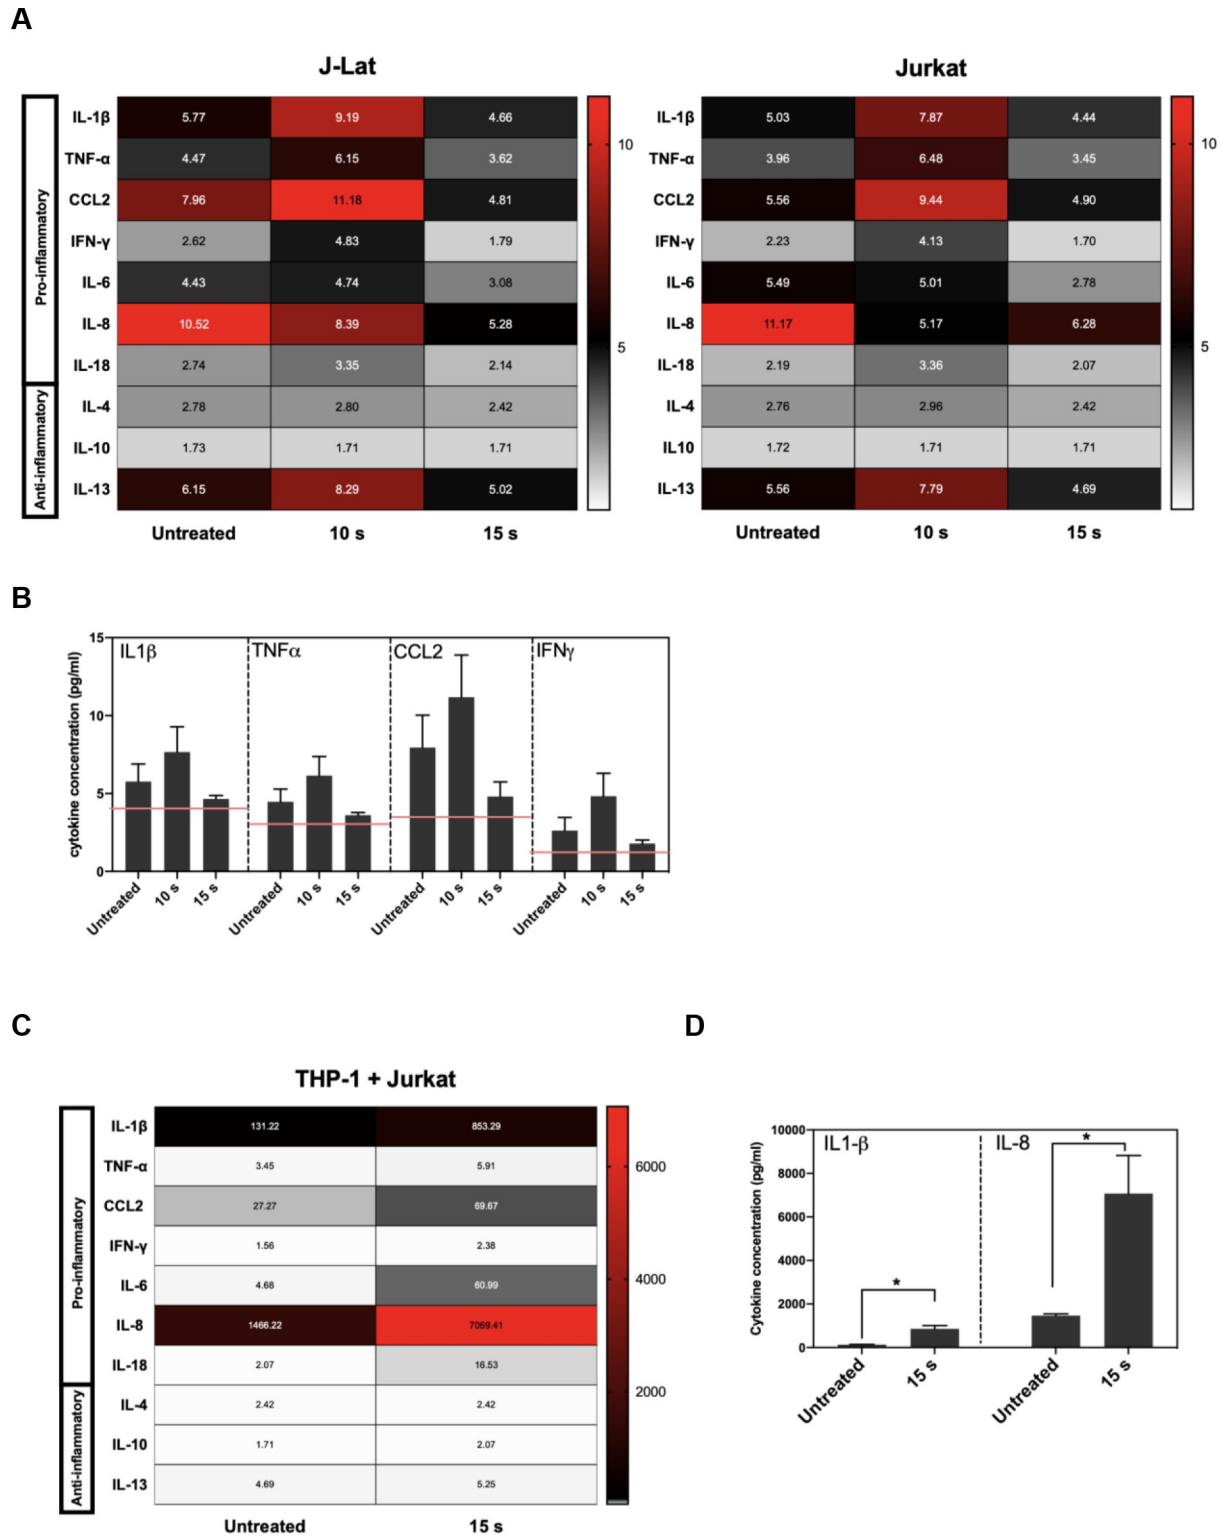 A
J-Lat
Jurkat
Pro-inflammatory
Anti-inflammatory
IL-1β 5.77 9.19 4.66
TNF-α 4.47 6.15 3.62
CCL2 7.96 11.18 4.81
IFN-γ 2.62 4.83 1.79
IL-6 4.43 4.74 3.08
IL-8 10.52 8.39 5.28
IL-18 2.74 3.35 2.14
IL-4 2.78 2.80 2.42
IL-10 1.73 1.71 1.71
IL-13 6.15 8.29 5.02
Untreated 10 s 15 s
10
5
IL-1β 5.03 7.87 4.44
TNF-α 3.96 6.48 3.45
CCL2 5.56 9.44 4.90
IFN-γ 2.23 4.13 1.70
IL-6 5.49 5.01 2.78
IL-8 11.17 5.17 6.28
IL-18 2.19 3.36 2.07
IL-4 2.76 2.96 2.42
IL10 1.72 1.71 1.71
IL-13 5.56 7.79 4.69
Untreated 10 s 15 s
10
5
B
cytokine concentration (pg/ml)
15
10
5
0
IL1β TNFα CCL2 IFNγ
Untreated 10 s 15 s Untreated 10 s 15 s Untreated 10 s 15 s Untreated 10 s 15 s
C
THP-1 + Jurkat
Pro-inflammatory
Anti-inflammatory
IL-1β 131.22 853.29
TNF-α 3.45 5.91
CCL2 27.27 69.67
IFN-γ 1.56 2.38
IL-6 4.68 60.99
IL-8 1466.22 7069.41
IL-18 2.07 16.53
IL-4 2.42 2.42
IL-10 1.71 2.07
IL-13 4.69 5.25
Untreated 15 s
6000
4000
2000
D
Cytokine concentration (pg/ml)
10000
8000
6000
4000
2000
0
IL1-β IL-8
*
*
Untreated 15 s Untreated 15 s